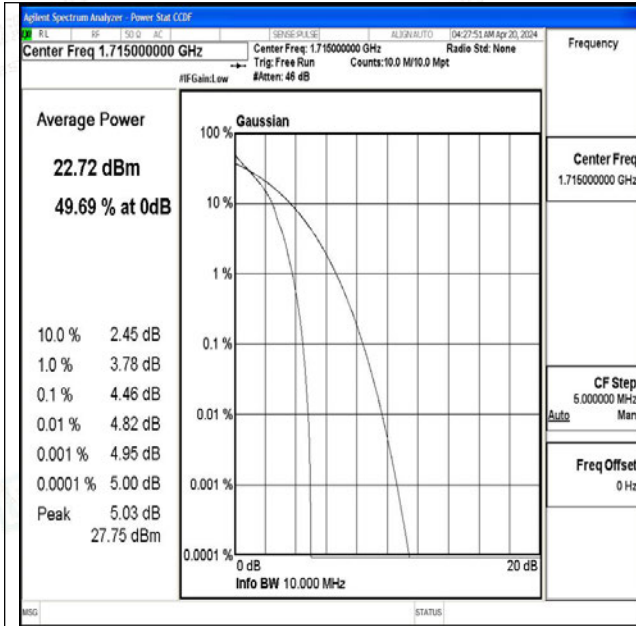 Agilent Spectrum Analyzer - Power Stat CCDF
RL RF 50 Ω AC SENSE:PULSE ALIGNAUTO 04:27:51 AM Apr 20, 2024
Center Freq 1.715000000 GHz
Center Freq: 1.715000000 GHz Radio Std: None
Trig: Free Run Counts:10.0 M/10.0 Mpt
#IFGain:Low #Atten: 46 dB
Frequency
Average Power
22.72 dBm
49.69 % at 0dB
10.0 % 2.45 dB
1.0 % 3.78 dB
0.1 % 4.46 dB
0.01 % 4.82 dB
0.001 % 4.95 dB
0.0001 % 5.00 dB
Peak 5.03 dB
27.75 dBm
Gaussian
100 %
10 %
1 %
0.1 %
0.01 %
0.001 %
0.0001 %
0 dB 20 dB
Info BW 10.000 MHz
Center Freq
1.715000000 GHz
CF Step
5.000000 MHz
Auto Man
Freq Offset
0 Hz
MSG STATUS